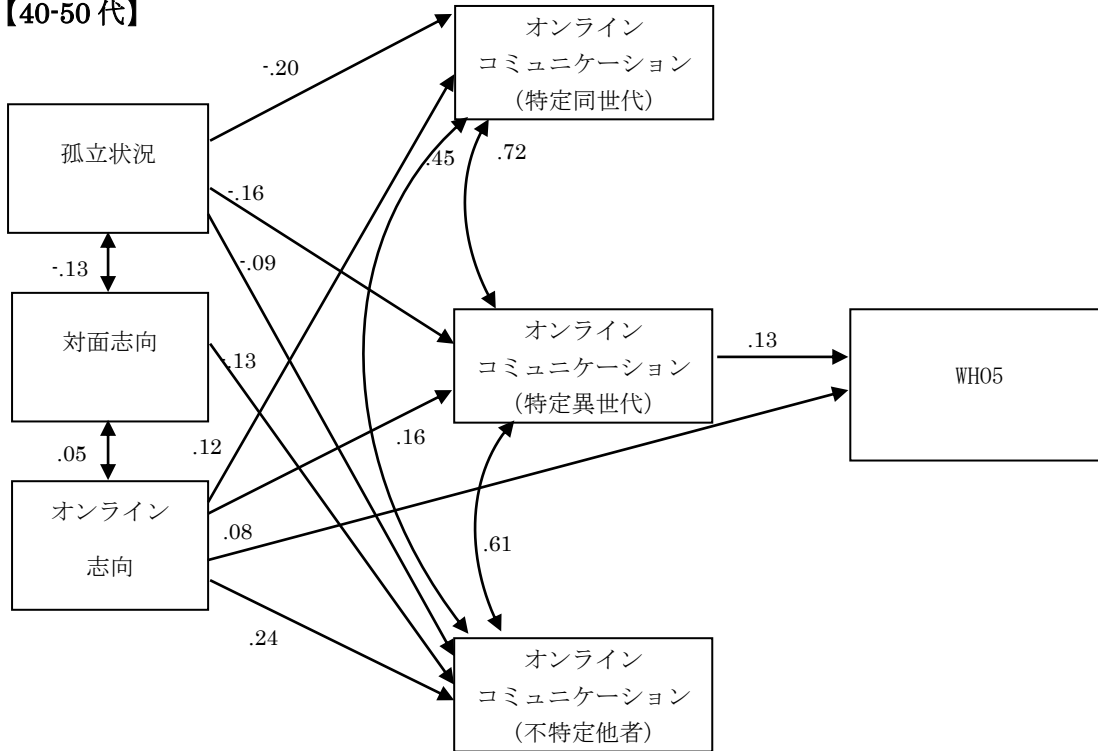 【40-50 代】
オンライン
コミュニケーション
(特定同世代)
-.20
孤立状況
.45
.72
-.16
-.09
-.13
対面志向
-.13
オンライン
コミュニケーション
(特定異世代)
.13
WHO5
.05
.12
.16
オンライン
志向
.08
.61
.24
オンライン
コミュニケーション
(不特定他者)